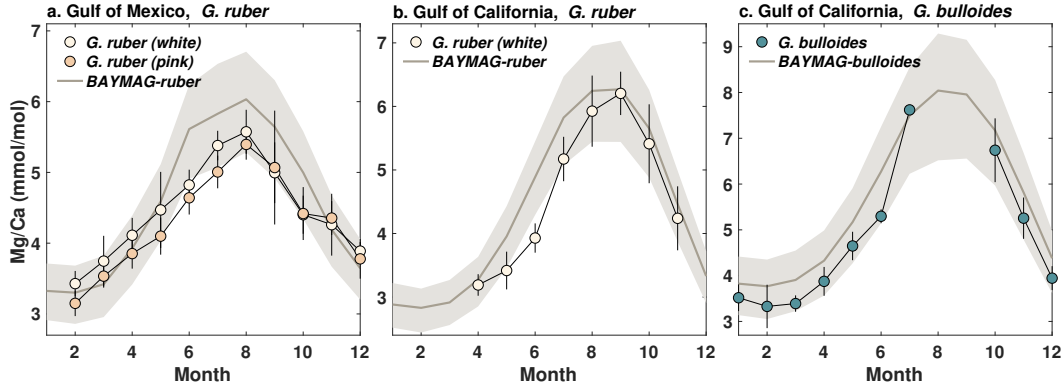 a. Gulf of Mexico, G. ruber
G. ruber (white)
G. ruber (pink)
BAYMAG-ruber
Mg/Ca (mmol/mol)
7
6
5
4
3
2 4 6 8 10 12
Month
b. Gulf of California, G. ruber
G. ruber (white)
BAYMAG-ruber
7
6
5
4
3
2 4 6 8 10 12
Month
c. Gulf of California, G. bulloides
G. bulloides
BAYMAG-bulloides
9
8
7
6
5
4
3
2 4 6 8 10 12
Month